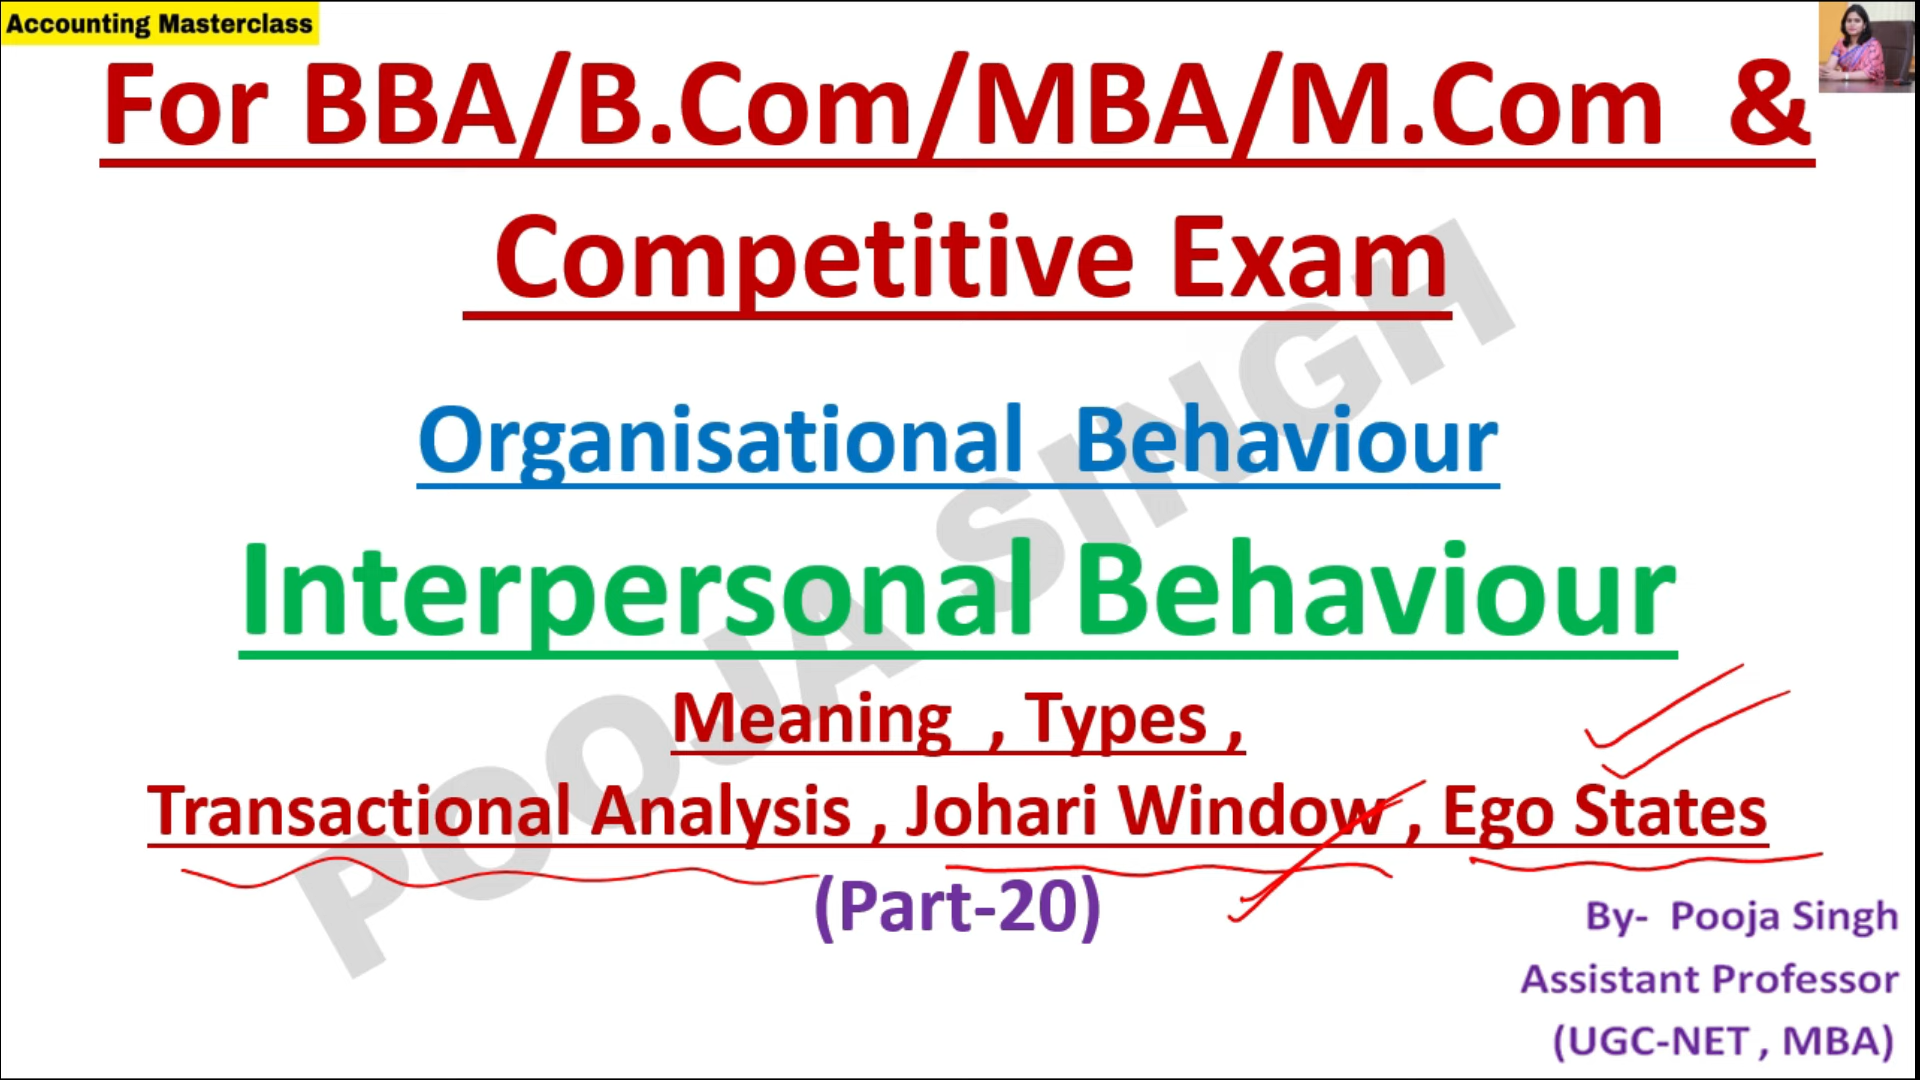 Accounting Masterclass
For BBA/B.Com/MBA/M.Com &
Competitive Exam
Organisational Behaviour
Interpersonal Behaviour
Meaning , Types ,
Transactional Analysis , Johari Window , Ego States
(Part-20)
By- Pooja Singh
Assistant Professor
(UGC-NET , MBA)
POOJA SINGH